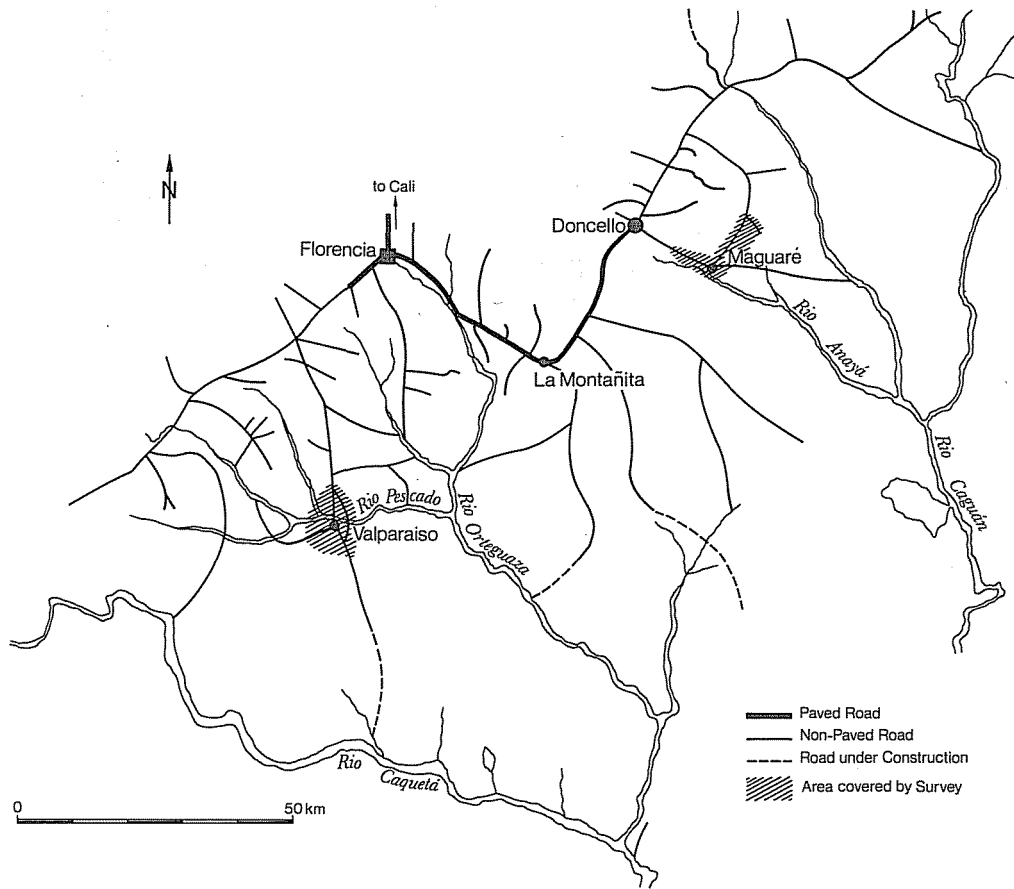 N
to Cali
Florencia
Doncello
Maguaré
La Montañita
Rio
Anayá
Rio Pescado
Rio Orteguaza
Rio
Caguán
Valparaiso
Rio
Caquetá
Paved Road
Non-Paved Road
Road under Construction
Area covered by Survey
0
50 km